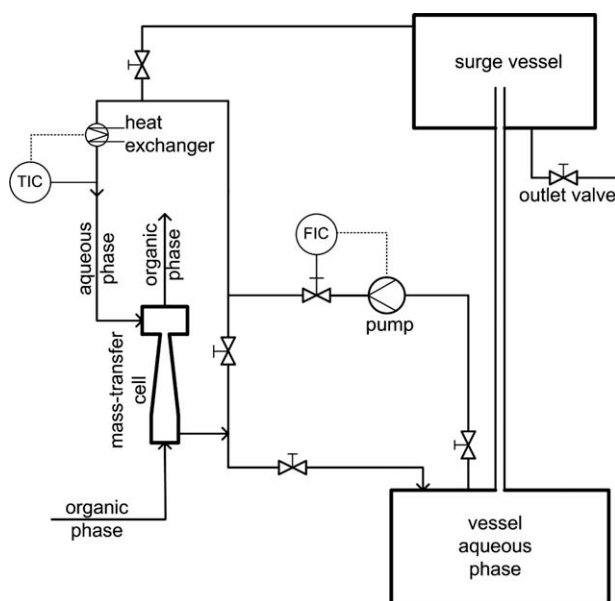 surge vessel
heat
exchanger
TIC
outlet valve
aqueous
phase
organic
phase
FIC
pump
mass-transfer
cell
organic
phase
vessel
aqueous
phase